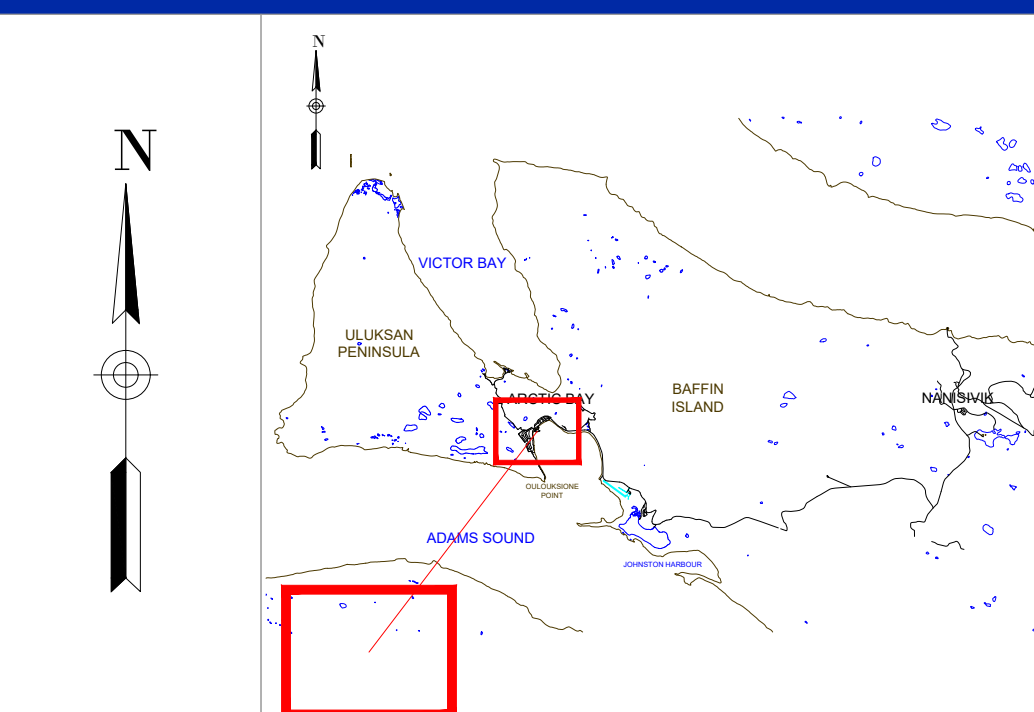 N
N
VICTOR BAY
ULUKSAN
PENINSULA
BAFFIN
ISLAND
ARCTIC BAY
NANISIVIK
OULOUKSIONE
POINT
ADAMS SOUND
JOHNSTON HARBOUR